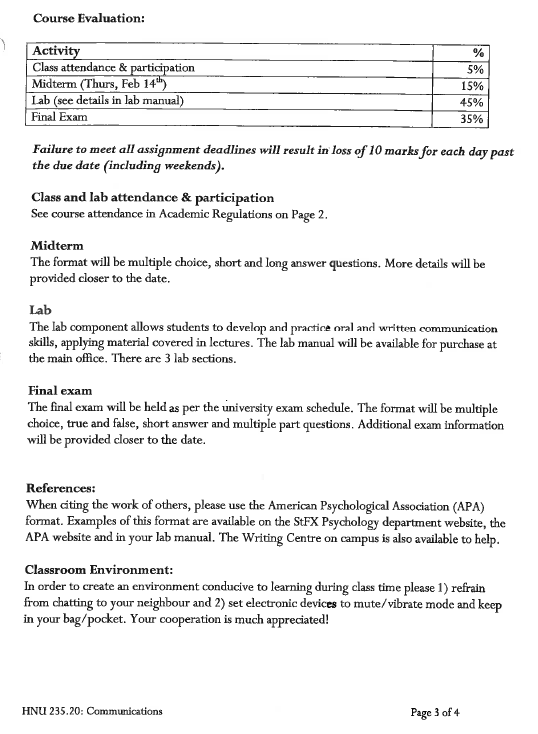 Course Evaluation:
Activity %
Class attendance & participation 5%
Midterm (Thurs, Feb 14th) 15%
Lab (see details in lab manual) 45%
Final Exam 35%
Failure to meet all assignment deadlines will result in loss of 10 marks for each day past
the due date (including weekends).
Class and lab attendance & participation
See course attendance in Academic Regulations on Page 2.
Midterm
The format will be multiple choice, short and long answer questions. More details will be
provided closer to the date.
Lab
The lab component allows students to develop and practice oral and written communication
skills, applying material covered in lectures. The lab manual will be available for purchase at
the main office. There are 3 lab sections.
Final exam
The final exam will be held as per the university exam schedule. The format will be multiple
choice, true and false, short answer and multiple part questions. Additional exam information
will be provided closer to the date.
References:
When citing the work of others, please use the American Psychological Association (APA)
format. Examples of this format are available on the StFX Psychology department website, the
APA website and in your lab manual. The Writing Centre on campus is also available to help.
Classroom Environment:
In order to create an environment conducive to learning during class time please 1) refrain
from chatting to your neighbour and 2) set electronic devices to mute/vibrate mode and keep
in your bag/pocket. Your cooperation is much appreciated!
HNU 235.20: Communications Page 3 of 4